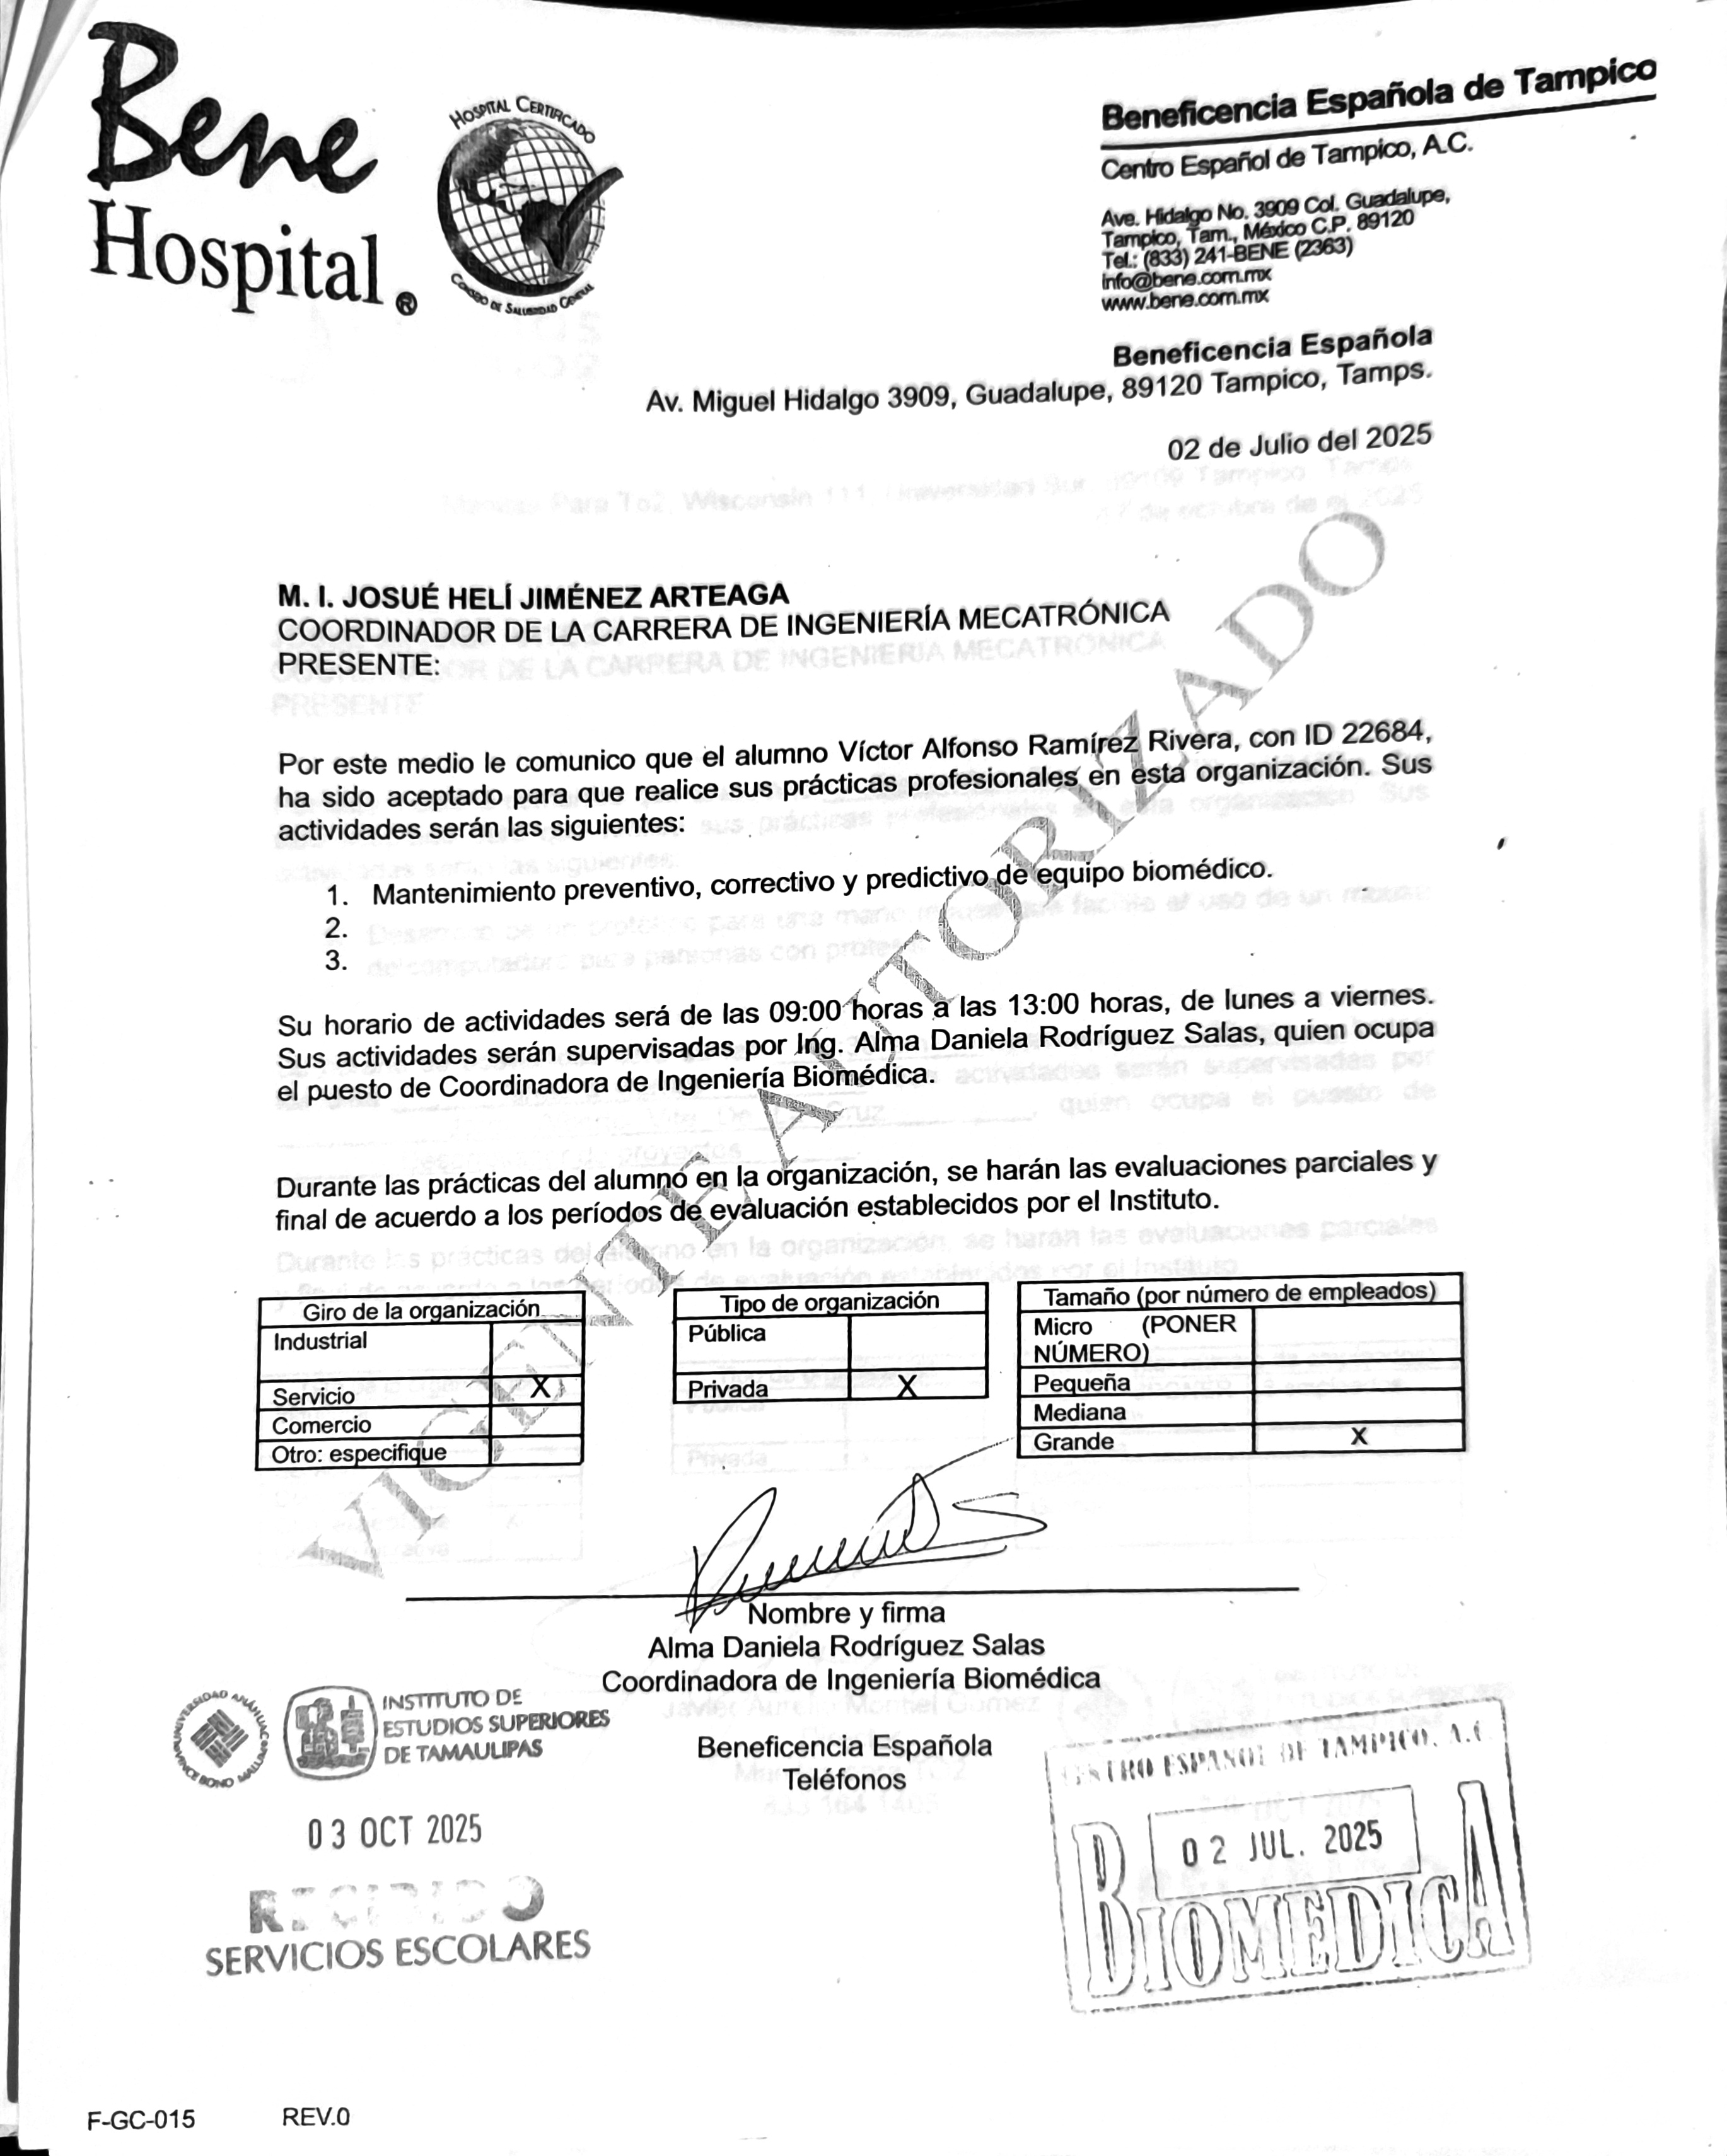 Bene
Hospital ®
HOSPITAL CERTIFICADO
CONSEJO DE SALUBRIDAD GENERAL
Beneficencia Española de Tampico
Centro Español de Tampico, A.C.
Ave. Hidalgo No. 3909 Col. Guadalupe,
Tampico, Tam., México C.P. 89120
Tel.: (833) 241-BENE (2363)
info@bene.com.mx
www.bene.com.mx
Beneficencia Española
Av. Miguel Hidalgo 3909, Guadalupe, 89120 Tampico, Tamps.
02 de Julio del 2025
M. I. JOSUÉ HELÍ JIMÉNEZ ARTEAGA
COORDINADOR DE LA CARRERA DE INGENIERÍA MECATRÓNICA
PRESENTE:
Por este medio le comunico que el alumno Víctor Alfonso Ramírez Rivera, con ID 22684,
ha sido aceptado para que realice sus prácticas profesionales en esta organización. Sus
actividades serán las siguientes:
1. Mantenimiento preventivo, correctivo y predictivo de equipo biomédico.
2.
3.
Su horario de actividades será de las 09:00 horas a las 13:00 horas, de lunes a viernes.
Sus actividades serán supervisadas por Ing. Alma Daniela Rodríguez Salas, quien ocupa
el puesto de Coordinadora de Ingeniería Biomédica.
Durante las prácticas del alumno en la organización, se harán las evaluaciones parciales y
final de acuerdo a los períodos de evaluación establecidos por el Instituto.
VIGENTE AUTORIZADO
Giro de la organización
Industrial
Servicio X
Comercio
Otro: especifique
Tipo de organización
Pública
Privada X
Tamaño (por número de empleados)
Micro (PONER
NÚMERO)
Pequeña
Mediana
Grande X
Nombre y firma
Alma Daniela Rodríguez Salas
Coordinadora de Ingeniería Biomédica
Beneficencia Española
Teléfonos
INSTITUTO DE
ESTUDIOS SUPERIORES
DE TAMAULIPAS
03 OCT 2025
RECIBIDO
SERVICIOS ESCOLARES
CENTRO ESPAÑOL DE TAMPICO, A.C.
02 JUL. 2025
BIOMEDICA
F-GC-015 REV.0